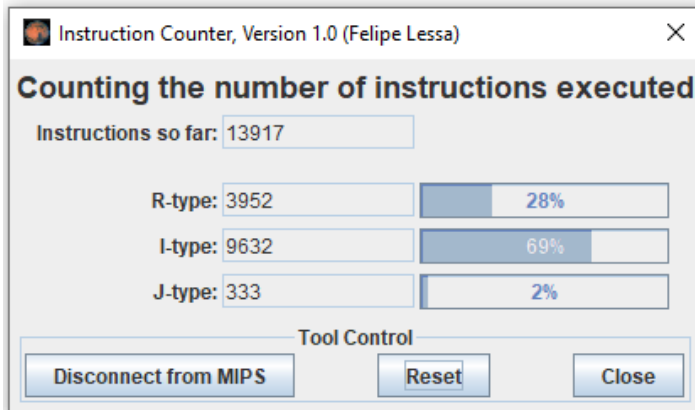 Instruction Counter, Version 1.0 (Felipe Lessa)
Counting the number of instructions executed
Instructions so far: 13917
R-type: 3952 28%
I-type: 9632 69%
J-type: 333 2%
Tool Control
Disconnect from MIPS Reset Close